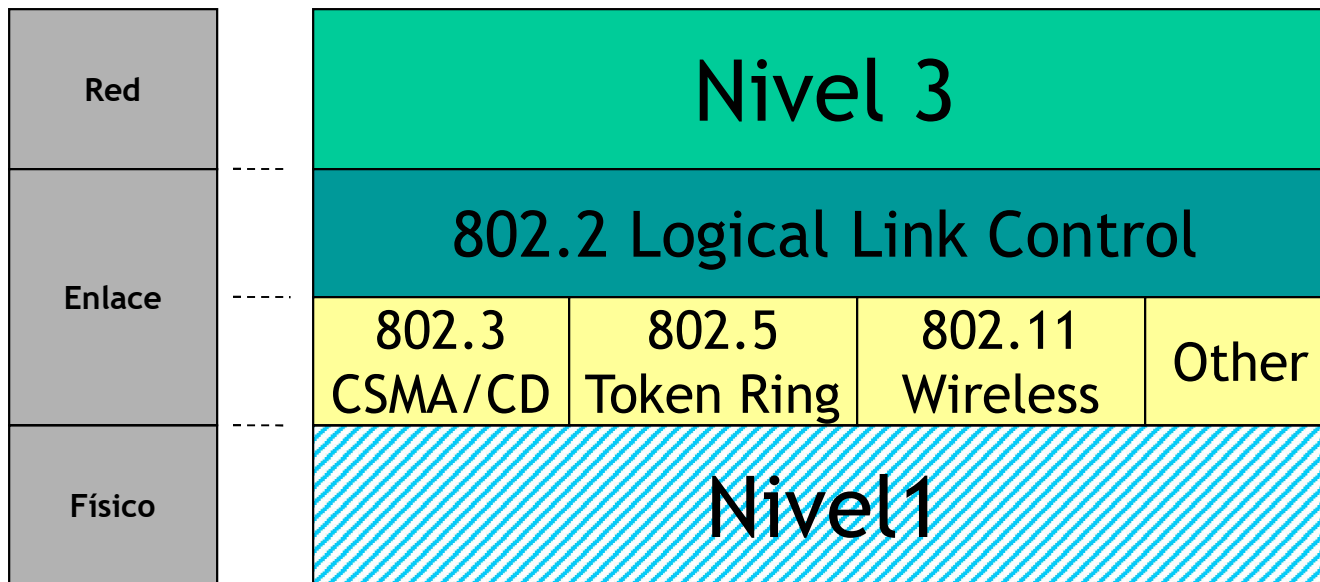 Red
Nivel 3
802.2 Logical Link Control
Enlace
802.3
CSMA/CD
802.5
Token Ring
802.11
Wireless
Other
Físico
Nivel1